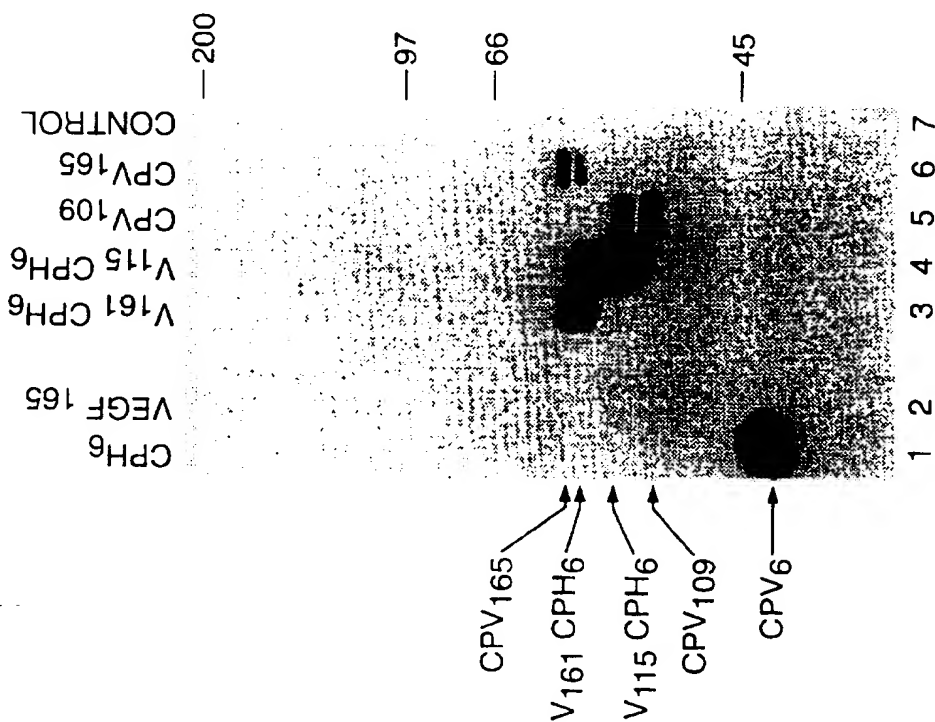 CONTROL
CPV165
CPV109
V115 CPH6
V161 CPH6
VEGF 165
CPH6
—200
—97
—66
—45
CPV165
V161 CPH6
V115 CPH6
CPV109
CPV6
1 2 3 4 5 6 7